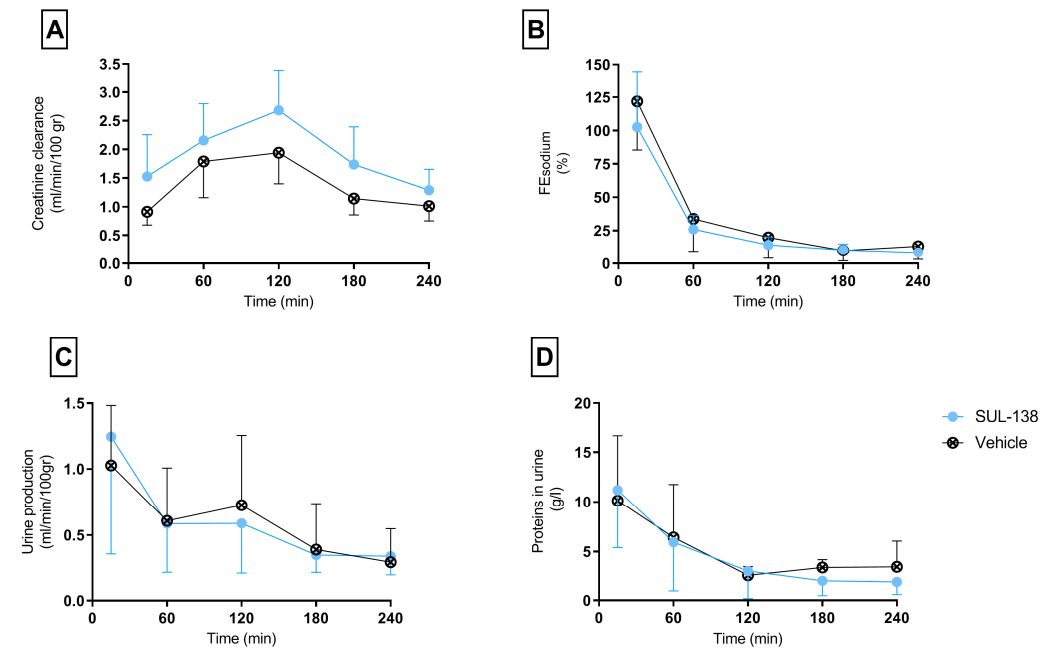 A
Creatinine clearance
(ml/min/100 gr)
3.5
3.0
2.5
2.0
1.5
1.0
0.5
0.0
0 60 120 180 240
Time (min)
B
FEsodium
(%)
150
125
100
75
50
25
0
0 60 120 180 240
Time (min)
C
Urine production
(ml/min/100gr)
1.5
1.0
0.5
0.0
0 60 120 180 240
Time (min)
D
Proteins in urine
(g/l)
20
15
10
5
0
0 60 120 180 240
Time (min)
SUL-138
Vehicle